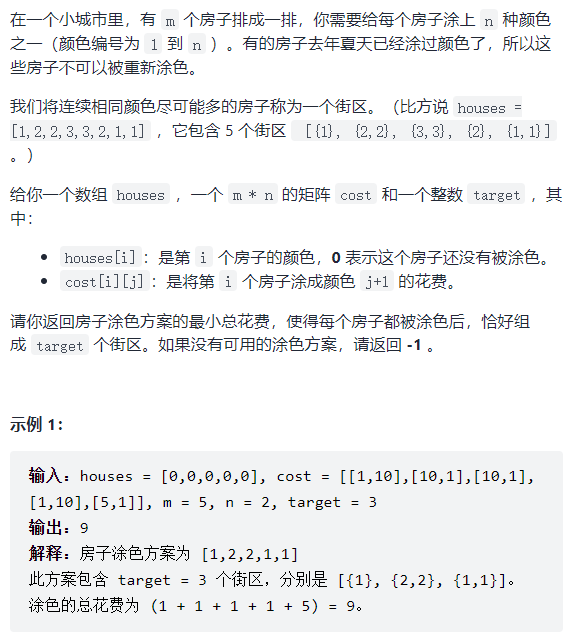 在一个小城市里，有 m 个房子排成一排，你需要给每个房子涂上 n 种颜色
之一（颜色编号为 1 到 n ）。有的房子去年夏天已经涂过颜色了，所以这
些房子不可以被重新涂色。
我们将连续相同颜色尽可能多的房子称为一个街区。（比方说 houses =
[1,2,2,3,3,2,1,1] ，它包含 5 个街区 [{1}, {2,2}, {3,3}, {2}, {1,1}]
。）
给你一个数组 houses ，一个 m * n 的矩阵 cost 和一个整数 target ，其
中：
• houses[i]：是第 i 个房子的颜色，0 表示这个房子还没有被涂色。
• cost[i][j]：是将第 i 个房子涂成颜色 j+1 的花费。
请你返回房子涂色方案的最小总花费，使得每个房子都被涂色后，恰好组
成 target 个街区。如果没有可用的涂色方案，请返回 -1 。
示例 1：
输入：houses = [0,0,0,0,0], cost = [[1,10],[10,1],[10,1],
[1,10],[5,1]], m = 5, n = 2, target = 3
输出：9
解释：房子涂色方案为 [1,2,2,1,1]
此方案包含 target = 3 个街区，分别是 [{1}, {2,2}, {1,1}]。
涂色的总花费为 (1 + 1 + 1 + 1 + 5) = 9。